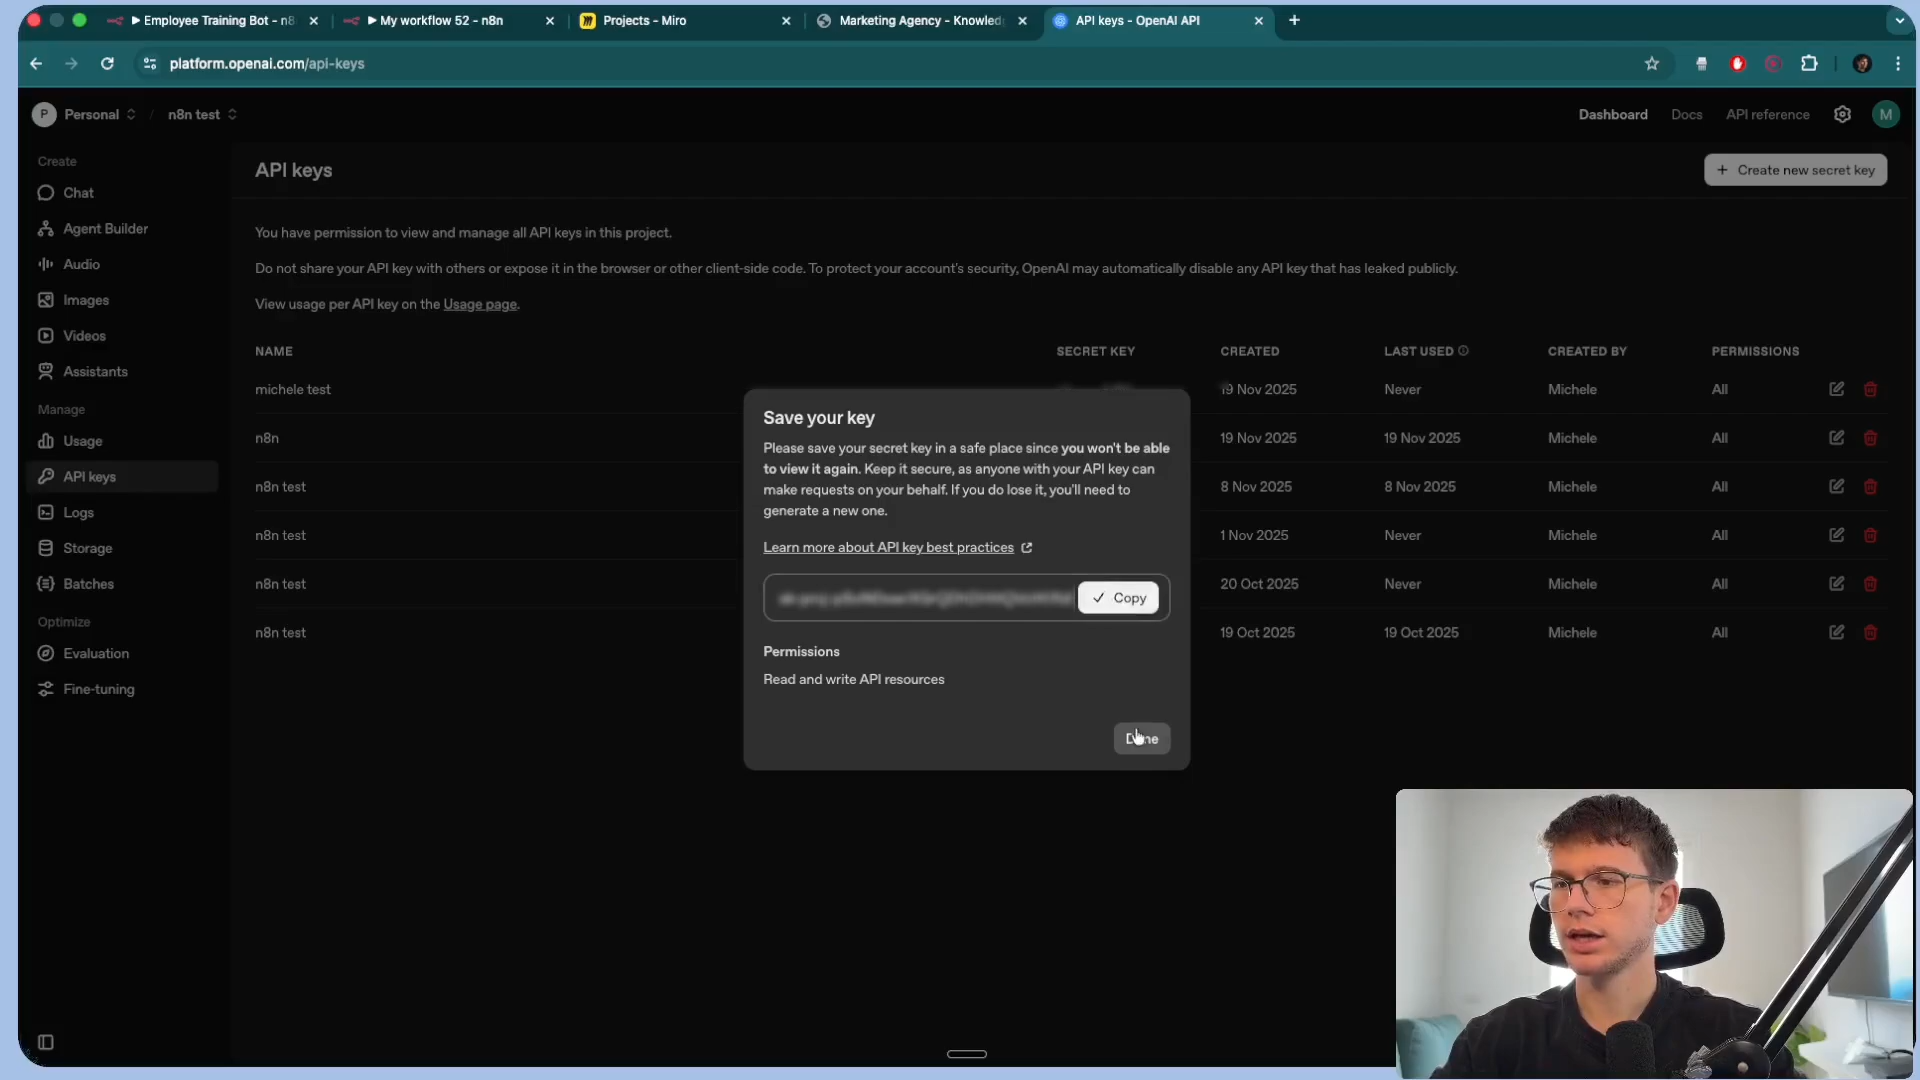 Employee Training Bot - n8
My workflow 52 - n8n
Projects - Miro
Marketing Agency - Knowled
API keys - OpenAI API
platform.openai.com/api-keys
P Personal / n8n test
Dashboard Docs API reference M
Create
Chat
Agent Builder
Audio
Images
Videos
Assistants
Manage
Usage
API keys
Logs
Storage
Batches
Optimize
Evaluation
Fine-tuning
API keys
+ Create new secret key
You have permission to view and manage all API keys in this project.
Do not share your API key with others or expose it in the browser or other client-side code. To protect your account's security, OpenAI may automatically disable any API key that has leaked publicly.
View usage per API key on the Usage page.
NAME SECRET KEY CREATED LAST USED CREATED BY PERMISSIONS
michele test 19 Nov 2025 Never Michele All
n8n 19 Nov 2025 19 Nov 2025 Michele All
n8n test 8 Nov 2025 8 Nov 2025 Michele All
n8n test 1 Nov 2025 Never Michele All
n8n test 20 Oct 2025 Never Michele All
n8n test 19 Oct 2025 19 Oct 2025 Michele All
Save your key
Please save your secret key in a safe place since you won't be able
to view it again. Keep it secure, as anyone with your API key can
make requests on your behalf. If you do lose it, you'll need to
generate a new one.
Learn more about API key best practices
Copy
Permissions
Read and write API resources
Done